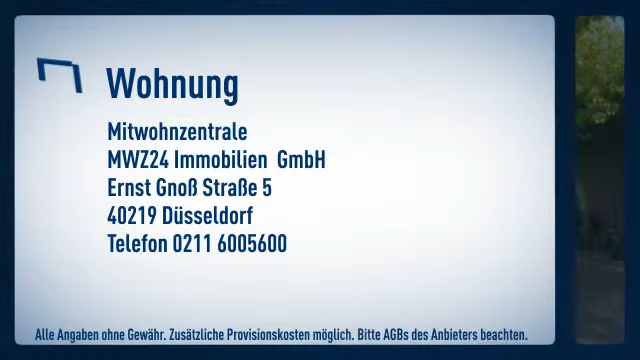 Wohnung
Mitwohnzentrale
MWZ24 Immobilien GmbH
Ernst Gnoß Straße 5
40219 Düsseldorf
Telefon 0211 6005600
Alle Angaben ohne Gewähr. Zusätzliche Provisionskosten möglich. Bitte AGBs des Anbieters beachten.